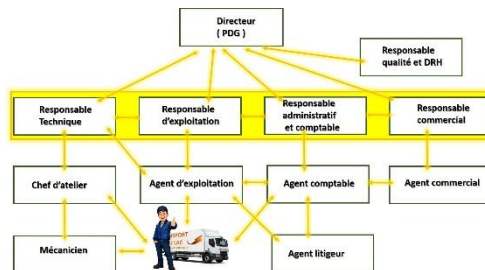 Directeur
( PDG )
Responsable
qualité et DRH
Responsable
Technique
Responsable
d'exploitation
Responsable
administratif
et comptable
Responsable
commercial
Chef d'atelier
Agent d'exploitation
Agent comptable
Agent commercial
Mécanicien
Agent litigeur